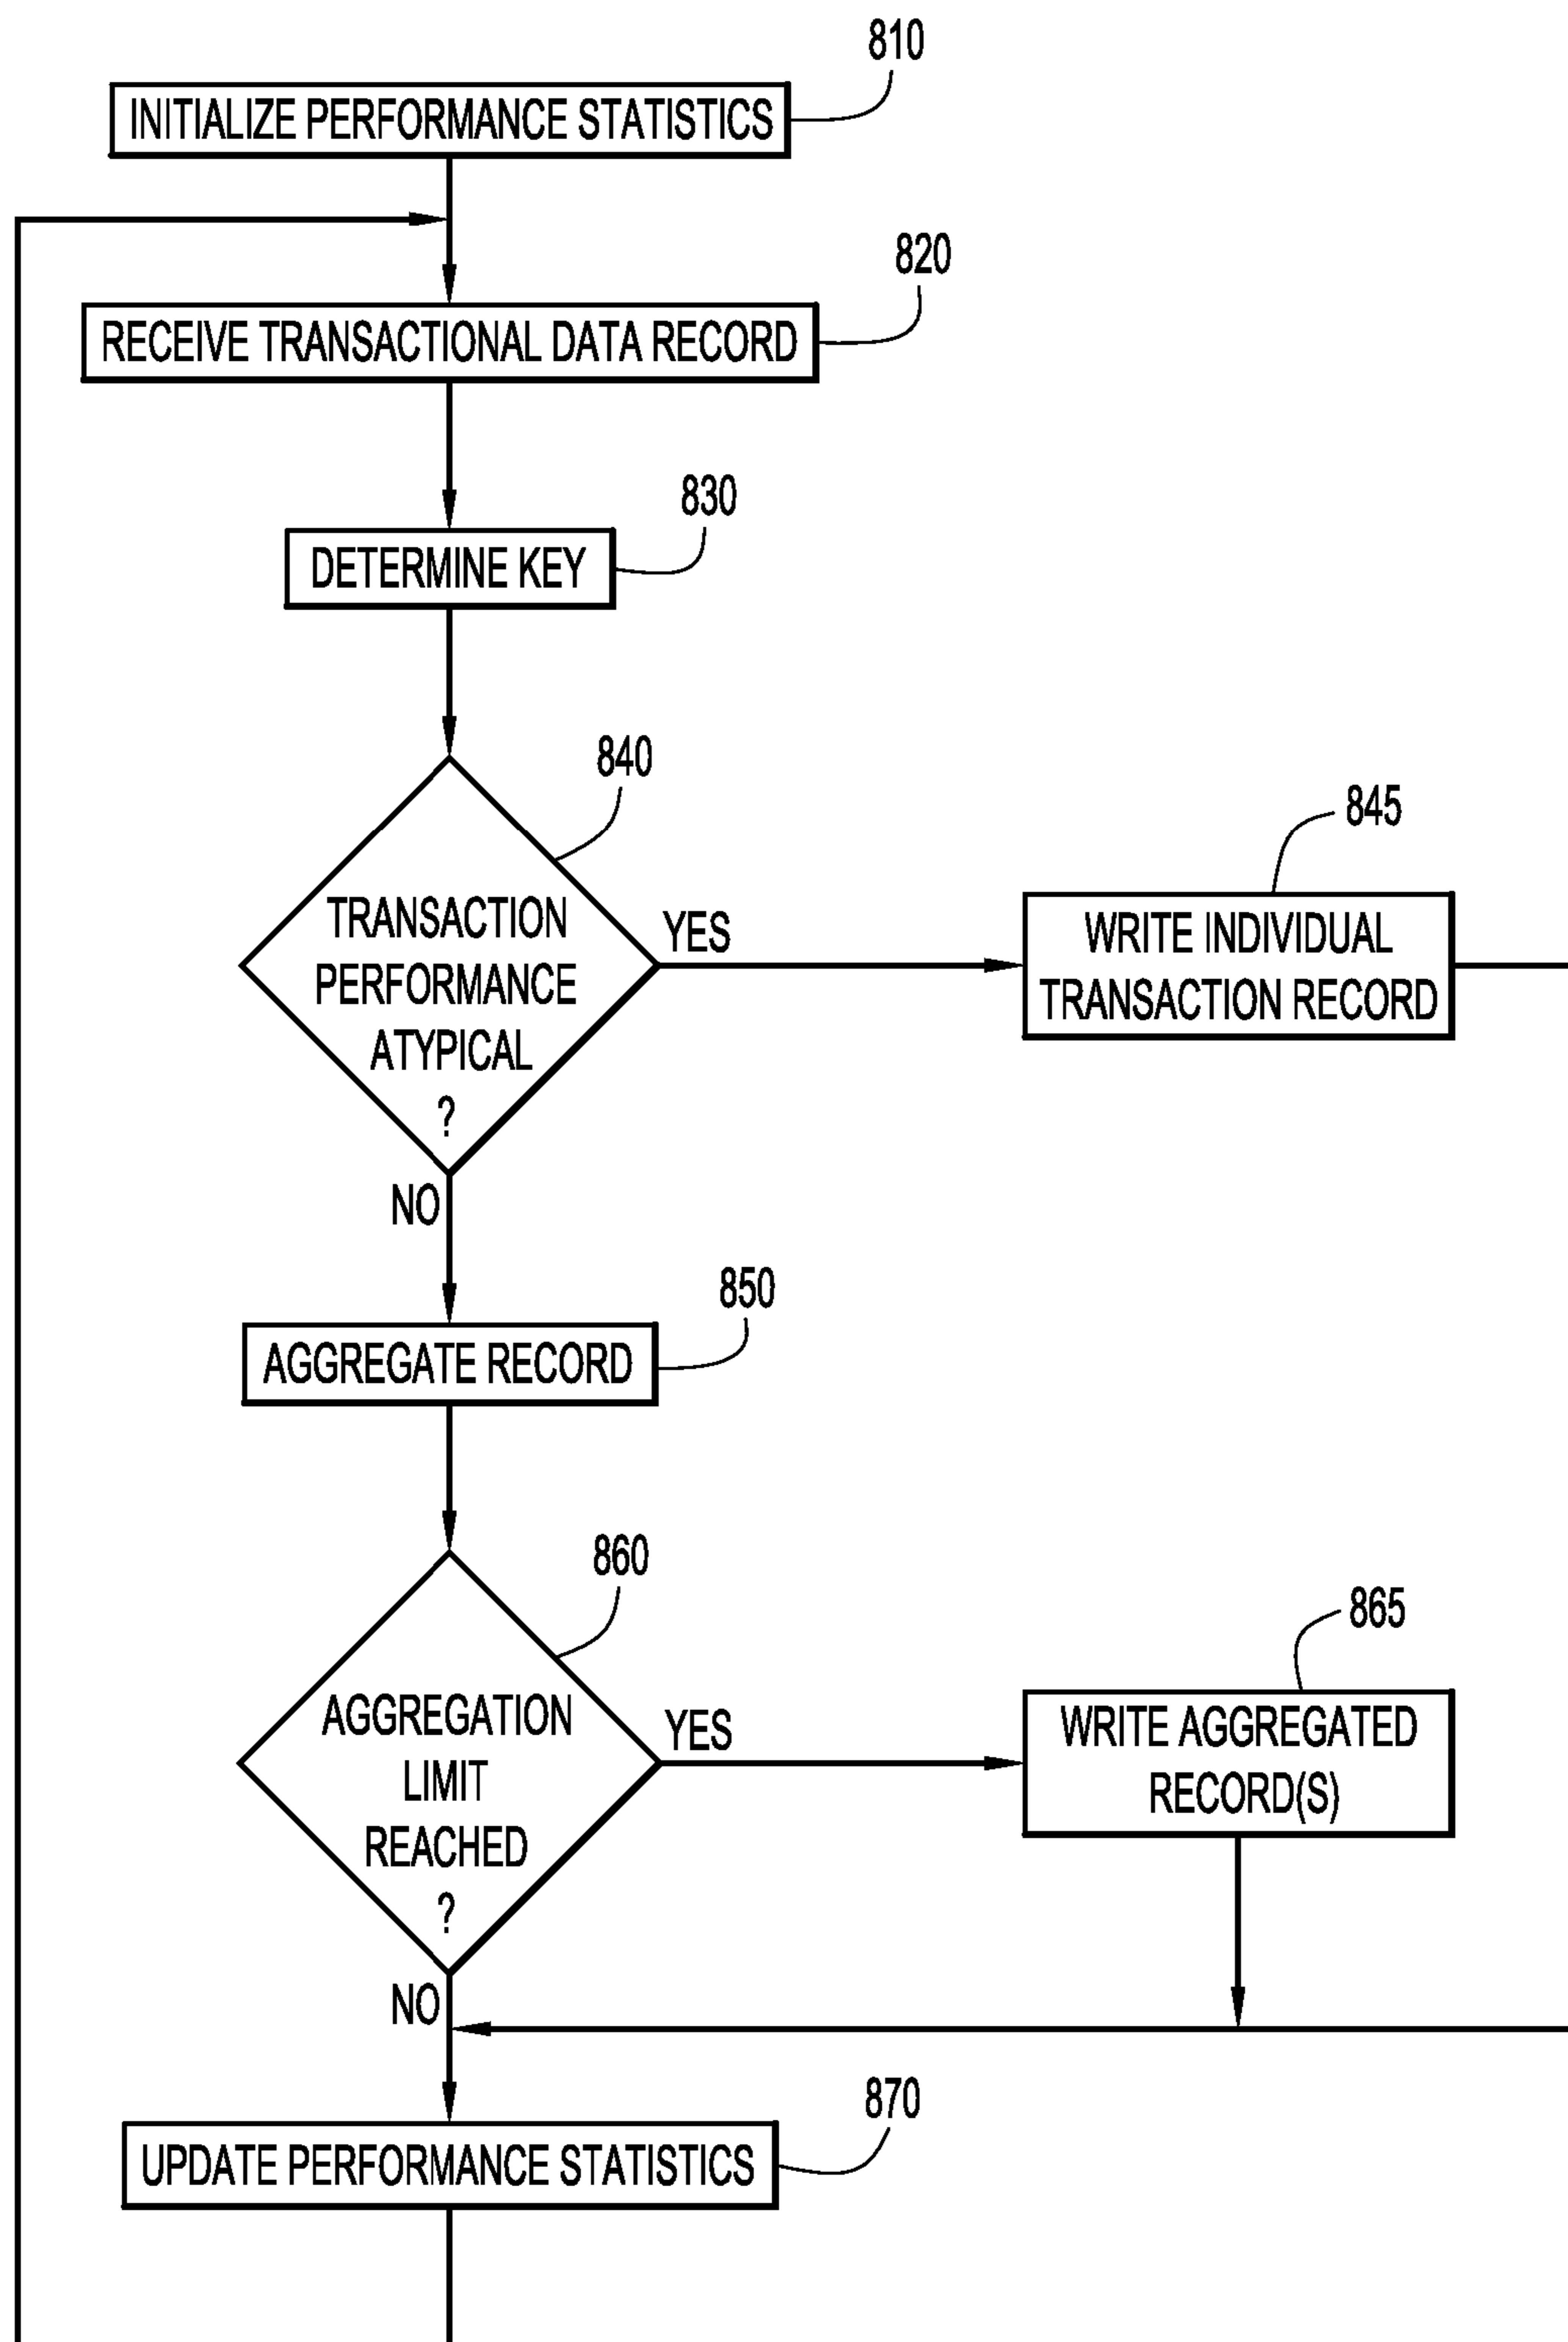 810
INITIALIZE PERFORMANCE STATISTICS
820
RECEIVE TRANSACTIONAL DATA RECORD
830
DETERMINE KEY
840
TRANSACTION
PERFORMANCE
ATYPICAL
?
YES
845
WRITE INDIVIDUAL
TRANSACTION RECORD
NO
850
AGGREGATE RECORD
860
AGGREGATION
LIMIT
REACHED
?
YES
865
WRITE AGGREGATED
RECORD(S)
NO
870
UPDATE PERFORMANCE STATISTICS